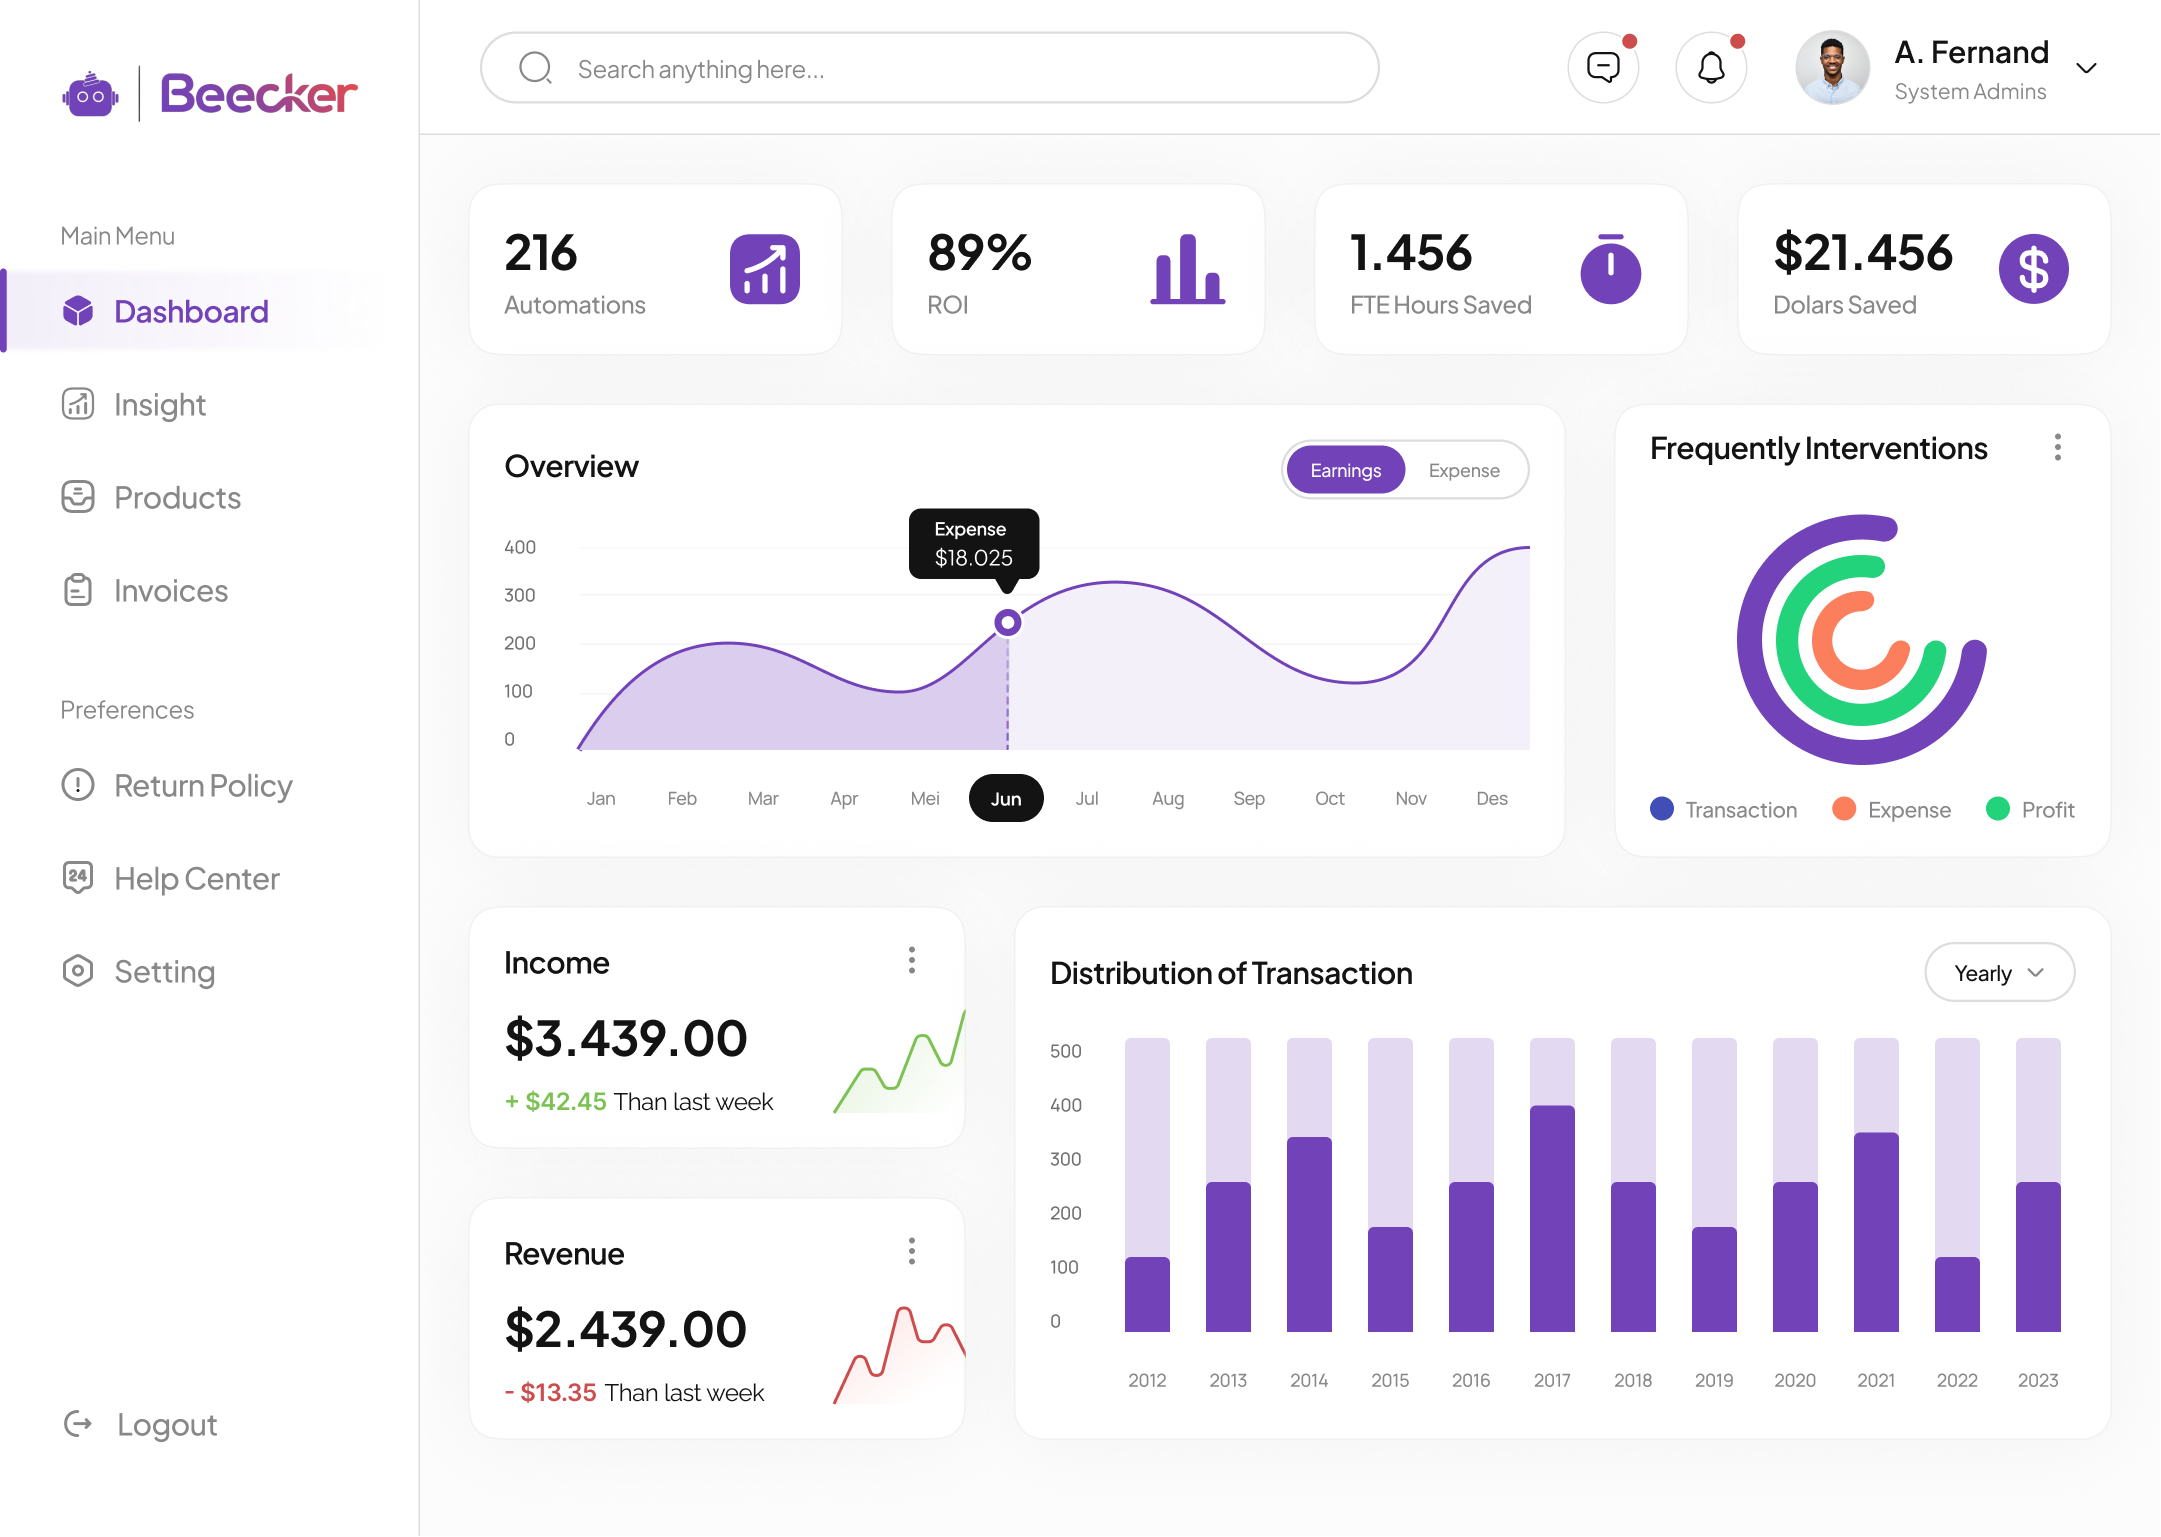 Beecker
Search anything here...
A. Fernand
System Admins
Main Menu
Dashboard
Insight
Products
Invoices
Preferences
Return Policy
24
Help Center
Setting
Logout
216
Automations
89%
ROI
1.456
FTE Hours Saved
$21.456
Dolars Saved
$
Overview
Earnings
Expense
Expense
$18.025
400
300
200
100
0
Jan Feb Mar Apr Mei Jun Jul Aug Sep Oct Nov Des
Frequently Interventions
Transaction Expense Profit
Income
$3.439.00
+ $42.45 Than last week
Revenue
$2.439.00
- $13.35 Than last week
Distribution of Transaction
Yearly
500
400
300
200
100
0
2012 2013 2014 2015 2016 2017 2018 2019 2020 2021 2022 2023